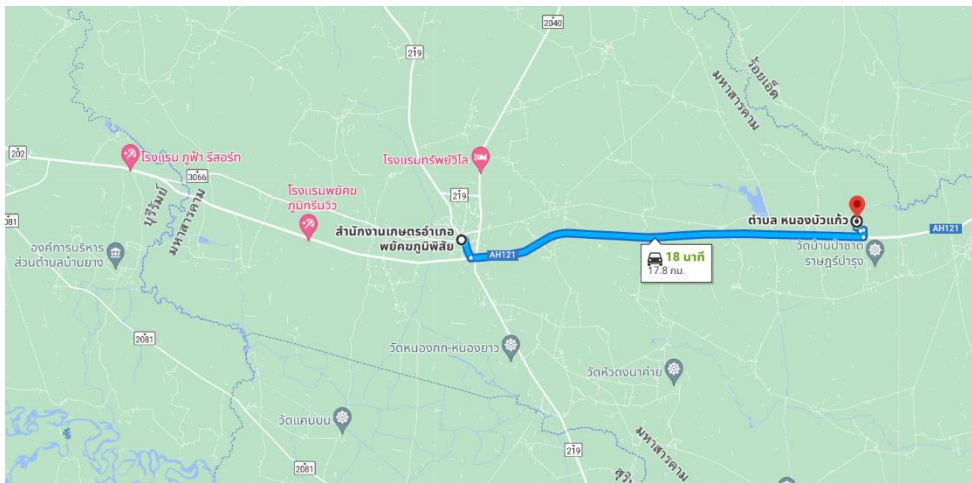 219
2040
ร้อยเอ็ด
มหาสารคาม
202
โรงแรม ภูฟ้า รีสอร์ท
โรงแรมทรัพย์วิไล
3066
บุรีรัมย์
มหาสารคาม
219
โรงแรมพยัคฆ
ภูมิกรีนวิว
สำนักงานเกษตรอำเภอ
พยัคฆภูมิพิสัย
ตำบล หนองบัวแก้ว
081
AH121
องค์การบริหาร
ส่วนตำบลบ้านยาง
AH121
วัดบ้านป่าชาด
ราษฎร์บำรุง
18 นาที
17.8 กม.
2081
วัดหนองกก-หนองยาว
วัดหัวดงนาค่าย
วัดแคนบน
มหาสารคาม
219
2081